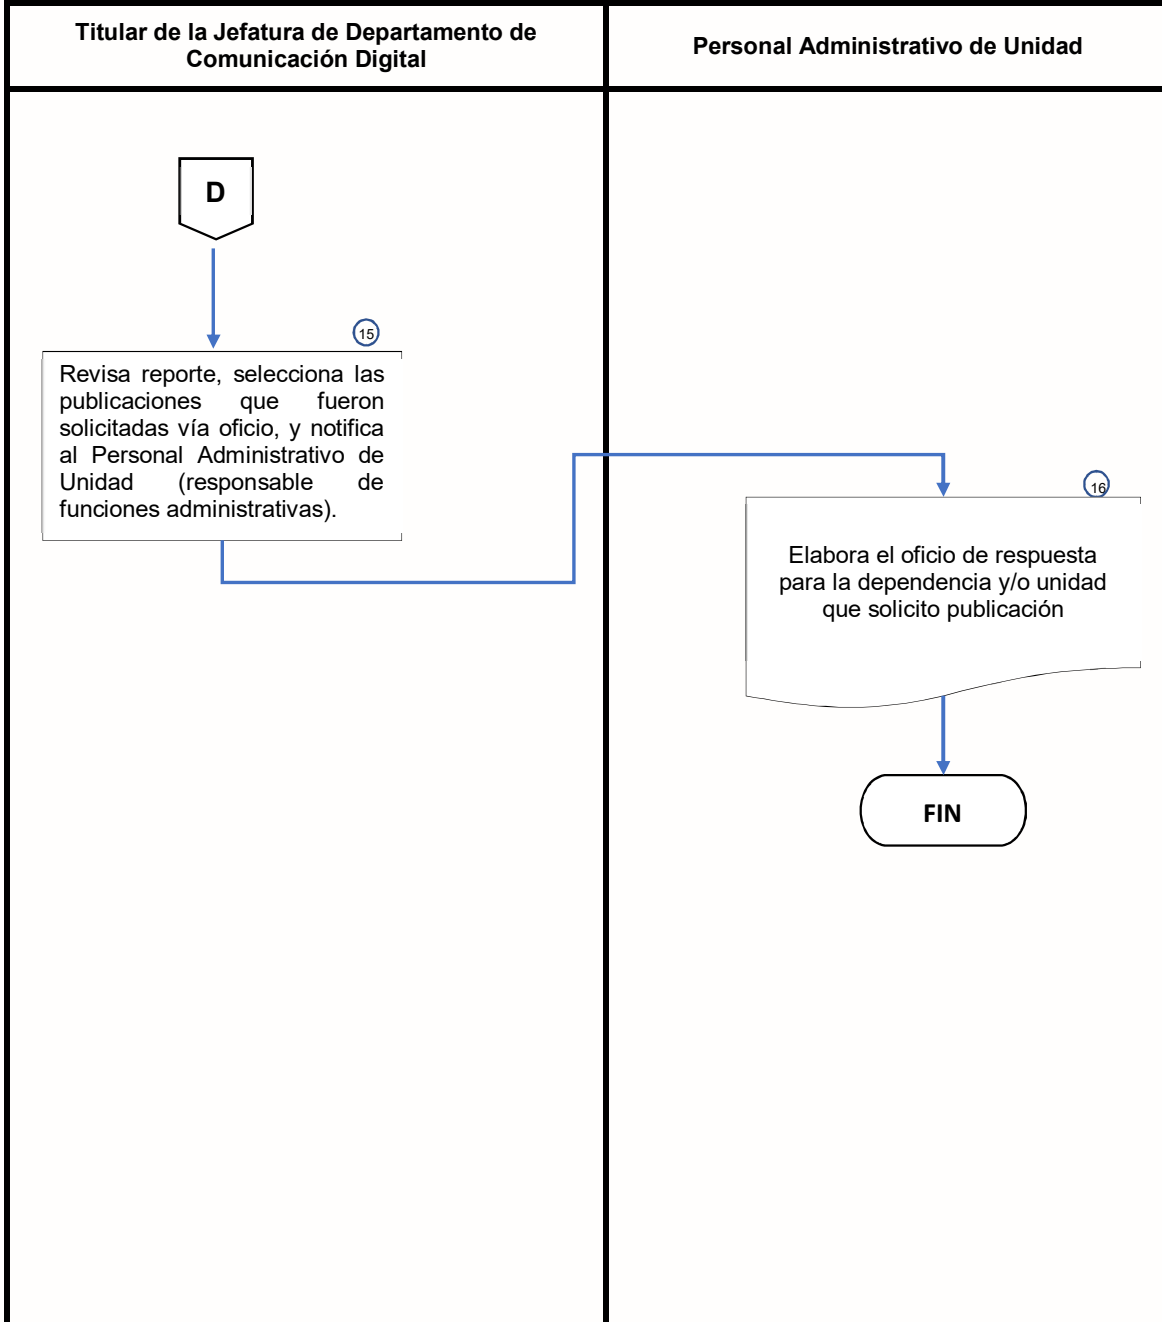 Titular de la Jefatura de Departamento de
Comunicación Digital
Personal Administrativo de Unidad
D
15
Revisa reporte, selecciona las
publicaciones que fueron
solicitadas vía oficio, y notifica
al Personal Administrativo de
Unidad (responsable de
funciones administrativas).
16
Elabora el oficio de respuesta
para la dependencia y/o unidad
que solicito publicación
FIN